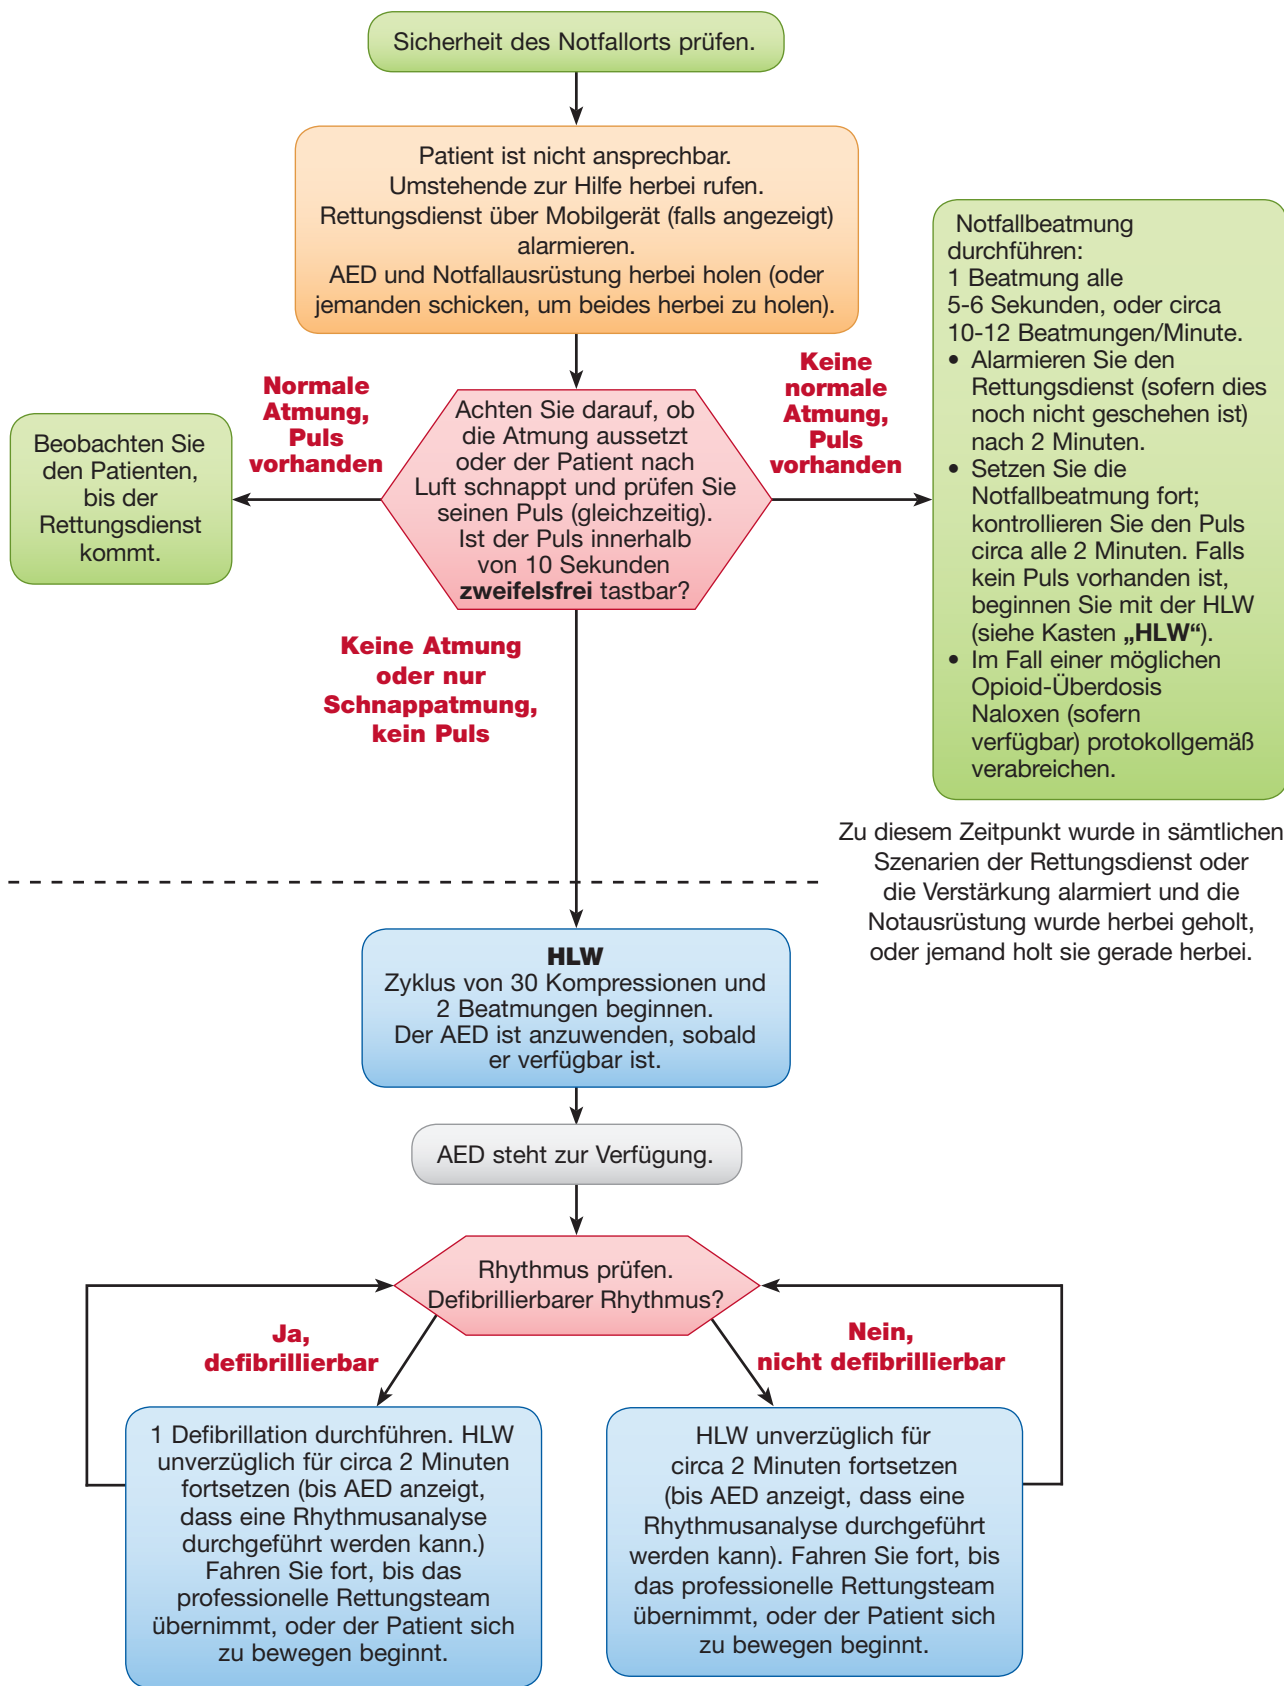 Sicherheit des Notfallorts prüfen.
Patient ist nicht ansprechbar.
Umstehende zur Hilfe herbei rufen.
Rettungsdienst über Mobilgerät (falls angezeigt)
alarmieren.
AED und Notfallausrüstung herbei holen (oder
jemanden schicken, um beides herbei zu holen).
Normale
Atmung,
Puls
vorhanden
Beobachten Sie
den Patienten,
bis der
Rettungsdienst
kommt.
Achten Sie darauf, ob
die Atmung aussetzt
oder der Patient nach
Luft schnappt und prüfen Sie
seinen Puls (gleichzeitig).
Ist der Puls innerhalb
von 10 Sekunden
zweifelsfrei tastbar?
Keine
normale
Atmung,
Puls
vorhanden
Notfallbeatmung
durchführen:
1 Beatmung alle
5-6 Sekunden, oder circa
10-12 Beatmungen/Minute.
• Alarmieren Sie den
Rettungsdienst (sofern dies
noch nicht geschehen ist)
nach 2 Minuten.
• Setzen Sie die
Notfallbeatmung fort;
kontrollieren Sie den Puls
circa alle 2 Minuten. Falls
kein Puls vorhanden ist,
beginnen Sie mit der HLW
(siehe Kasten „HLW“).
• Im Fall einer möglichen
Opioid-Überdosis
Naloxen (sofern
verfügbar) protokollgemäß
verabreichen.
Keine Atmung
oder nur
Schnappatmung,
kein Puls
Zu diesem Zeitpunkt wurde in sämtlichen
Szenarien der Rettungsdienst oder
die Verstärkung alarmiert und die
Notausrüstung wurde herbei geholt,
oder jemand holt sie gerade herbei.
HLW
Zyklus von 30 Kompressionen und
2 Beatmungen beginnen.
Der AED ist anzuwenden, sobald
er verfügbar ist.
AED steht zur Verfügung.
Rhythmus prüfen.
Defibrillierbarer Rhythmus?
Ja,
defibrillierbar
Nein,
nicht defibrillierbar
1 Defibrillation durchführen. HLW
unverzüglich für circa 2 Minuten
fortsetzen (bis AED anzeigt,
dass eine Rhythmusanalyse
durchgeführt werden kann.)
Fahren Sie fort, bis das
professionelle Rettungsteam
übernimmt, oder der Patient sich
zu bewegen beginnt.
HLW unverzüglich für
circa 2 Minuten fortsetzen
(bis AED anzeigt, dass eine
Rhythmusanalyse durchgeführt
werden kann). Fahren Sie fort, bis
das professionelle Rettungsteam
übernimmt, oder der Patient sich
zu bewegen beginnt.